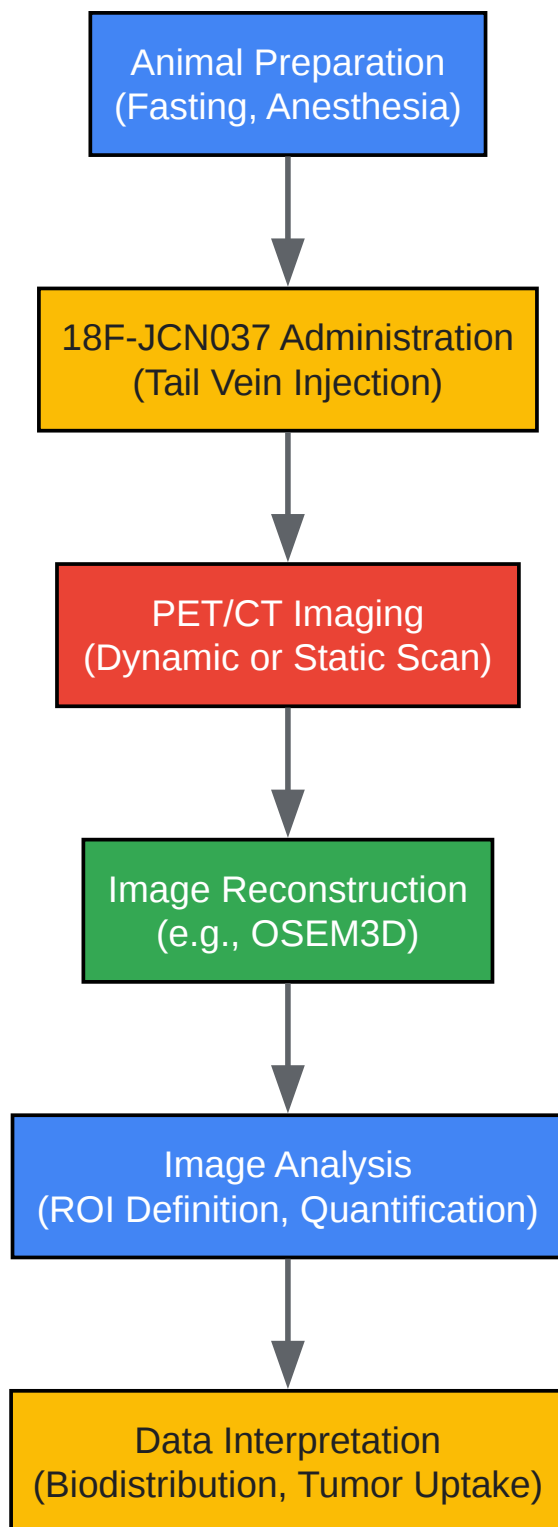 Animal Preparation
(Fasting, Anesthesia)
18F-JCN037 Administration
(Tail Vein Injection)
PET/CT Imaging
(Dynamic or Static Scan)
Image Reconstruction
(e.g., OSEM3D)
Image Analysis
(ROI Definition, Quantification)
Data Interpretation
(Biodistribution, Tumor Uptake)